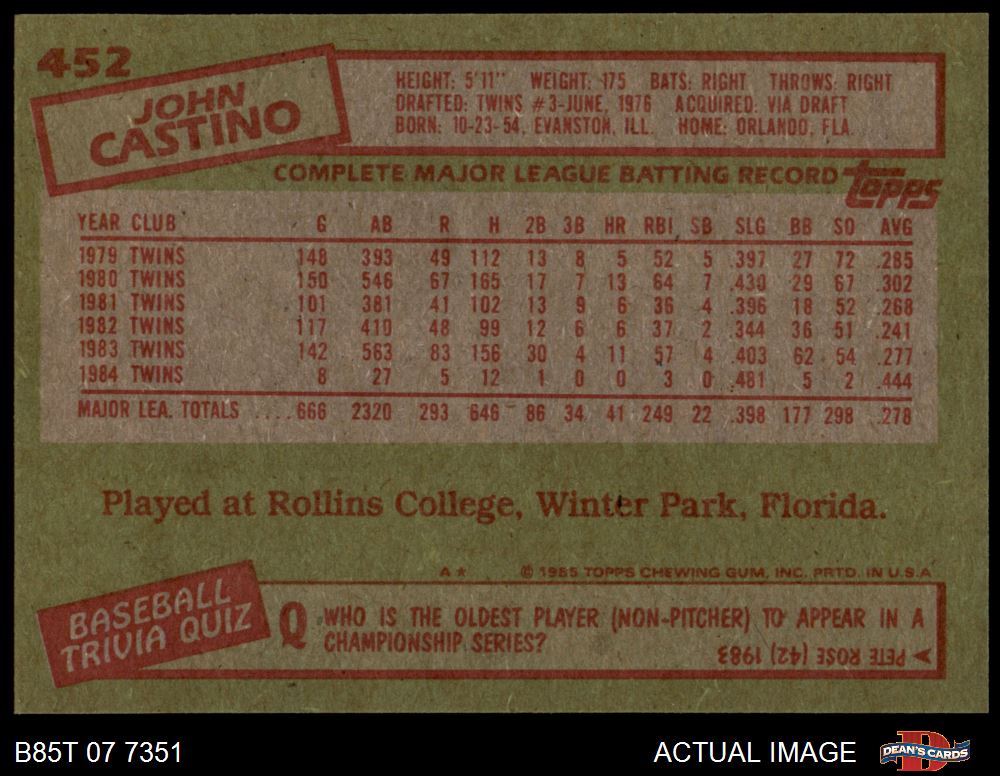 452
JOHN
CASTINO
HEIGHT: 5'11" WEIGHT: 175 BATS: RIGHT THROWS: RIGHT
DRAFTED: TWINS #3-JUNE, 1976 ACQUIRED: VIA DRAFT
BORN: 10-23-54, EVANSTON, ILL. HOME: ORLANDO, FLA.
COMPLETE MAJOR LEAGUE BATTING RECORD topps
YEAR CLUB G AB R H 2B 3B HR RBI SB SLG BB SO AVG
1979 TWINS 148 393 49 112 13 8 5 52 5 .397 27 72 .285
1980 TWINS 150 546 67 165 17 7 13 64 7 .430 29 67 .302
1981 TWINS 101 381 41 102 13 9 6 36 4 .396 18 52 .268
1982 TWINS 117 410 48 99 12 6 6 37 2 .344 36 51 .241
1983 TWINS 142 563 83 156 30 4 11 57 4 .403 62 54 .277
1984 TWINS 8 27 5 12 1 0 0 3 0 .481 5 2 .444
MAJOR LEA. TOTALS ....666 2320 293 646 86 34 41 249 22 .398 177 298 .278
Played at Rollins College, Winter Park, Florida.
A* © 1985 TOPPS CHEWING GUM, INC. PRTD. IN U.S.A
BASEBALL
TRIVIA QUIZ
Q WHO IS THE OLDEST PLAYER (NON-PITCHER) TO APPEAR IN A
CHAMPIONSHIP SERIES?
PETE ROSE (42) 1983
B85T 07 7351
ACTUAL IMAGE
D
DEAN'S CARDS